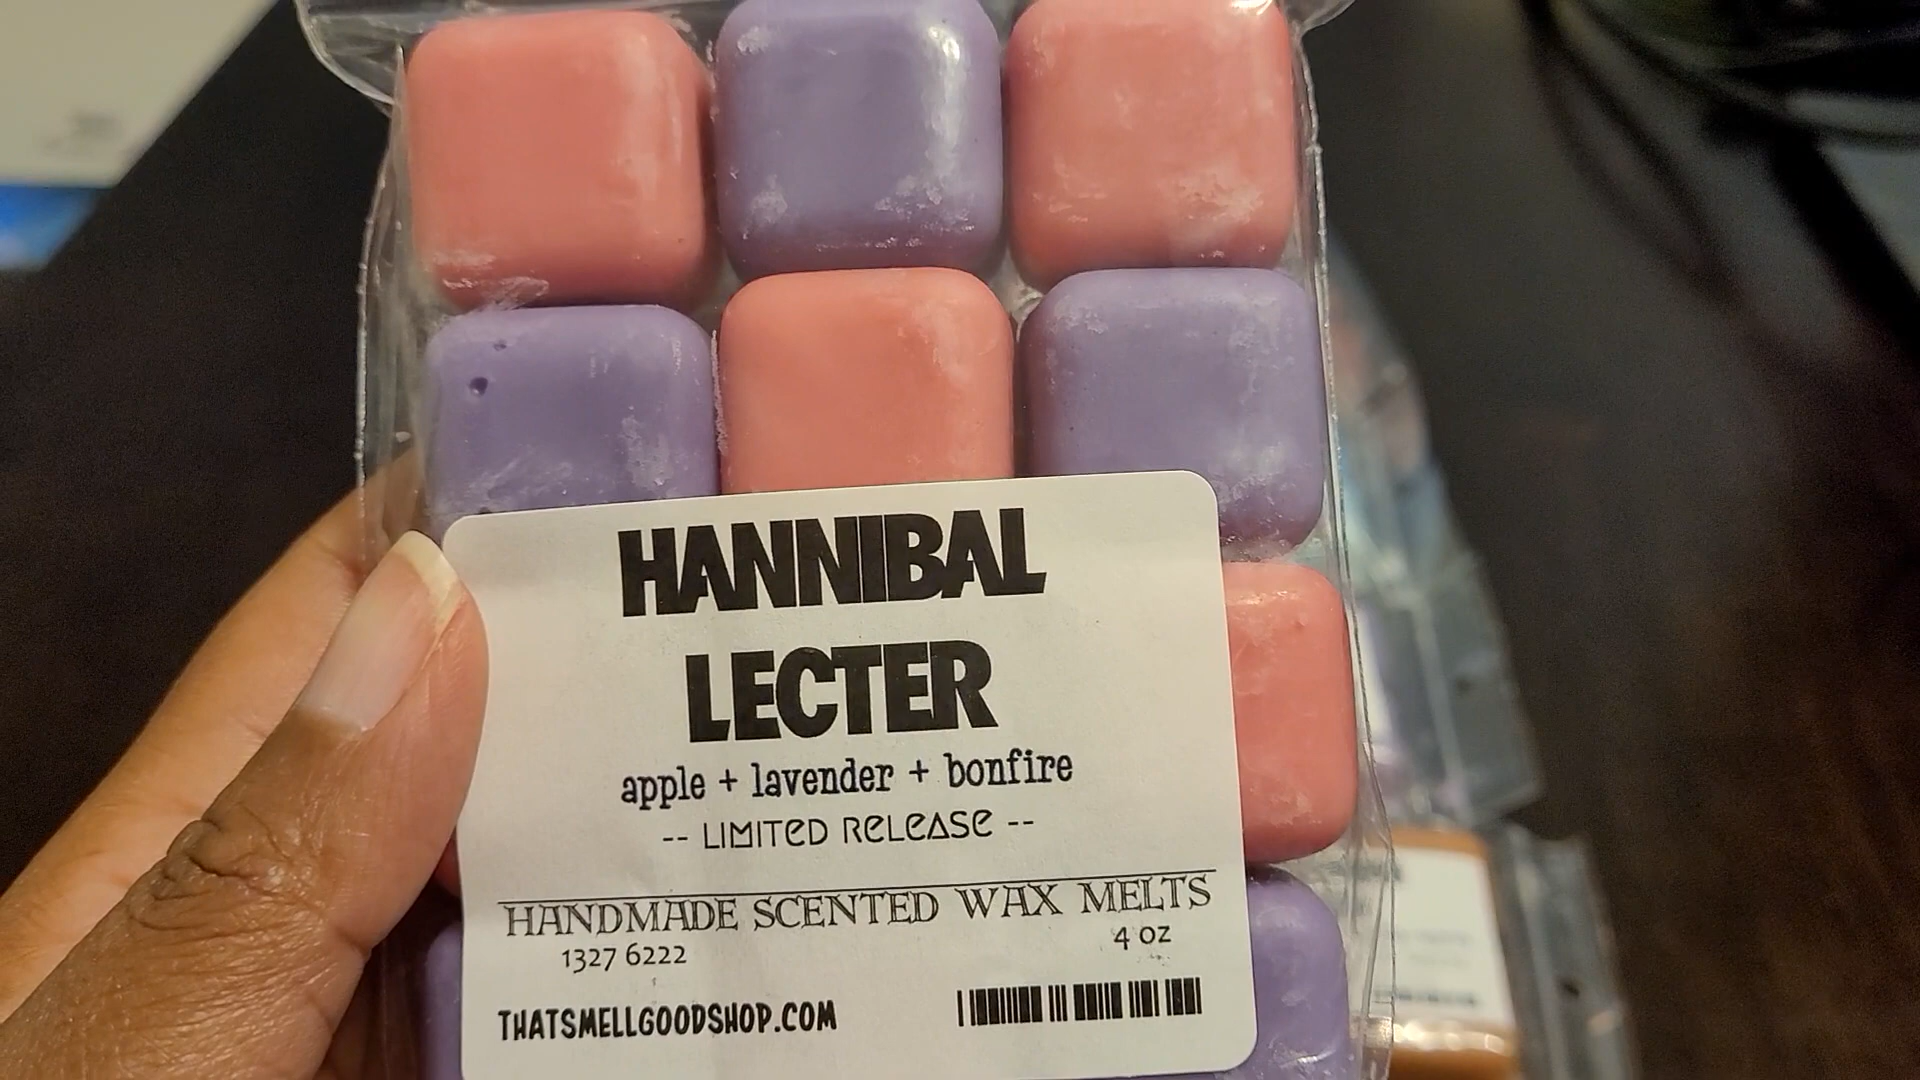 HANNIBAL
LECTER
apple + lavender + bonfire
-- LIMITED RELEASE --
HANDMADE SCENTED WAX MELTS
1327 6222 4 oz
THATSMELLGOODSHOP.COM